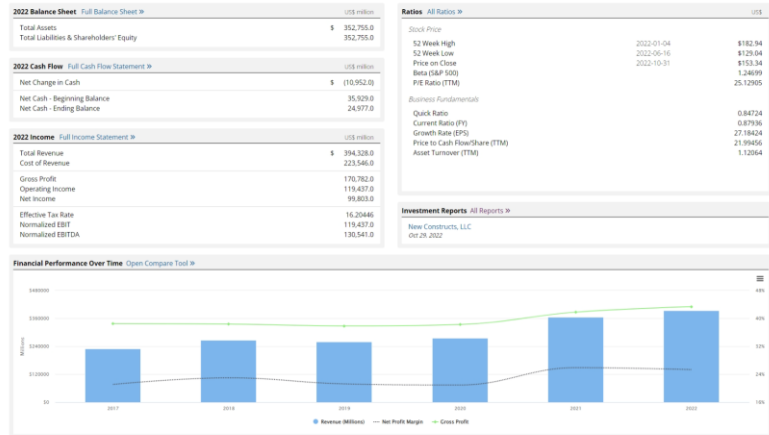 2022 Balance Sheet Full Balance Sheet » US$ million
Total Assets $ 352,755.0
Total Liabilities & Shareholders' Equity 352,755.0
2022 Cash Flow Full Cash Flow Statement » US$ million
Net Change in Cash $ (10,952.0)
Net Cash - Beginning Balance 35,929.0
Net Cash - Ending Balance 24,977.0
2022 Income Full Income Statement » US$ million
Total Revenue $ 394,328.0
Cost of Revenue 223,546.0
Gross Profit 170,782.0
Operating Income 119,437.0
Net Income 99,803.0
Effective Tax Rate 16.20446
Normalized EBIT 119,437.0
Normalized EBITDA 130,541.0
Ratios All Ratios » US$
Stock Price
52 Week High 2022-01-04 $182.94
52 Week Low 2022-06-16 $129.04
Price on Close 2022-10-31 $153.34
Beta (S&P 500) 1.24699
P/E Ratio (TTM) 25.12905
Business Fundamentals
Quick Ratio 0.84724
Current Ratio (FY) 0.87936
Growth Rate (EPS) 27.18424
Price to Cash Flow/Share (TTM) 21.99456
Asset Turnover (TTM) 1.12064
Investment Reports All Reports »
New Constructs, LLC
Oct 29, 2022
Financial Performance Over Time Open Compare Tool »
Millions
$480000 48%
$360000 40%
$240000 32%
$120000 24%
$0 16%
2017 2018 2019 2020 2021 2022
Revenue (Millions) Net Profit Margin Gross Profit